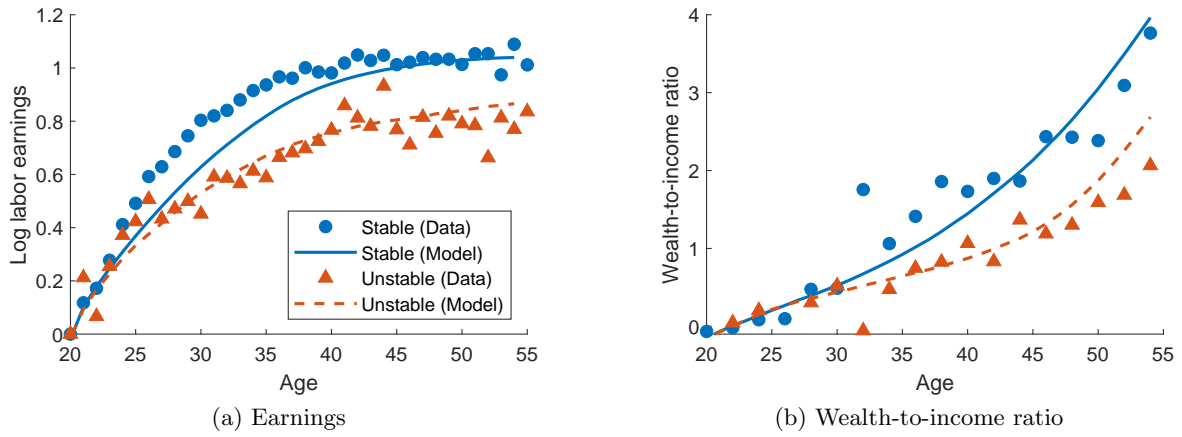 1.2
1
0.8
0.6
0.4
0.2
0
20 25 30 35 40 45 50 55
Log labor earnings
Age
Stable (Data)
Stable (Model)
Unstable (Data)
Unstable (Model)
(a) Earnings
4
3
2
1
0
20 25 30 35 40 45 50 55
Wealth-to-income ratio
Age
(b) Wealth-to-income ratio